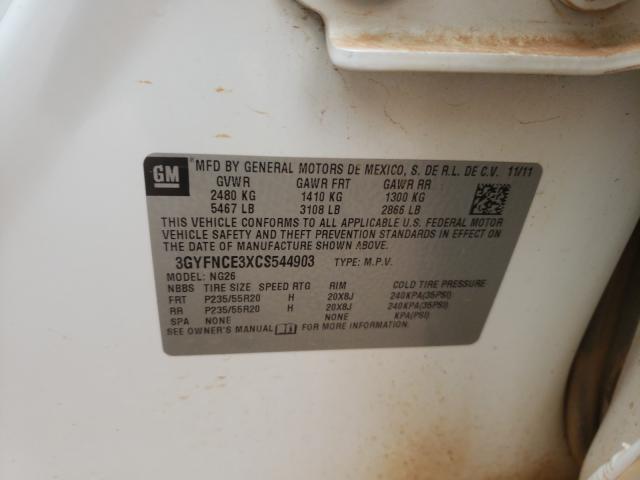 GM
® MFD BY GENERAL MOTORS DE MEXICO, S. DE R.L. DE C.V. 11/11
GVWR GAWR FRT GAWR RR
2480 KG 1410 KG 1300 KG
5467 LB 3108 LB 2866 LB
THIS VEHICLE CONFORMS TO ALL APPLICABLE U.S. FEDERAL MOTOR
VEHICLE SAFETY AND THEFT PREVENTION STANDARDS IN EFFECT ON
THE DATE OF MANUFACTURE SHOWN ABOVE.
3GYFNCE3XCS544903 TYPE: M.P.V.
MODEL: NG26
NBBS TIRE SIZE SPEED RTG RIM COLD TIRE PRESSURE
FRT P235/55R20 H 20X8J 240KPA(35PSI)
RR P235/55R20 H 20X8J 240KPA(35PSI)
SPA NONE NONE KPA(PSI)
SEE OWNER'S MANUAL FOR MORE INFORMATION.